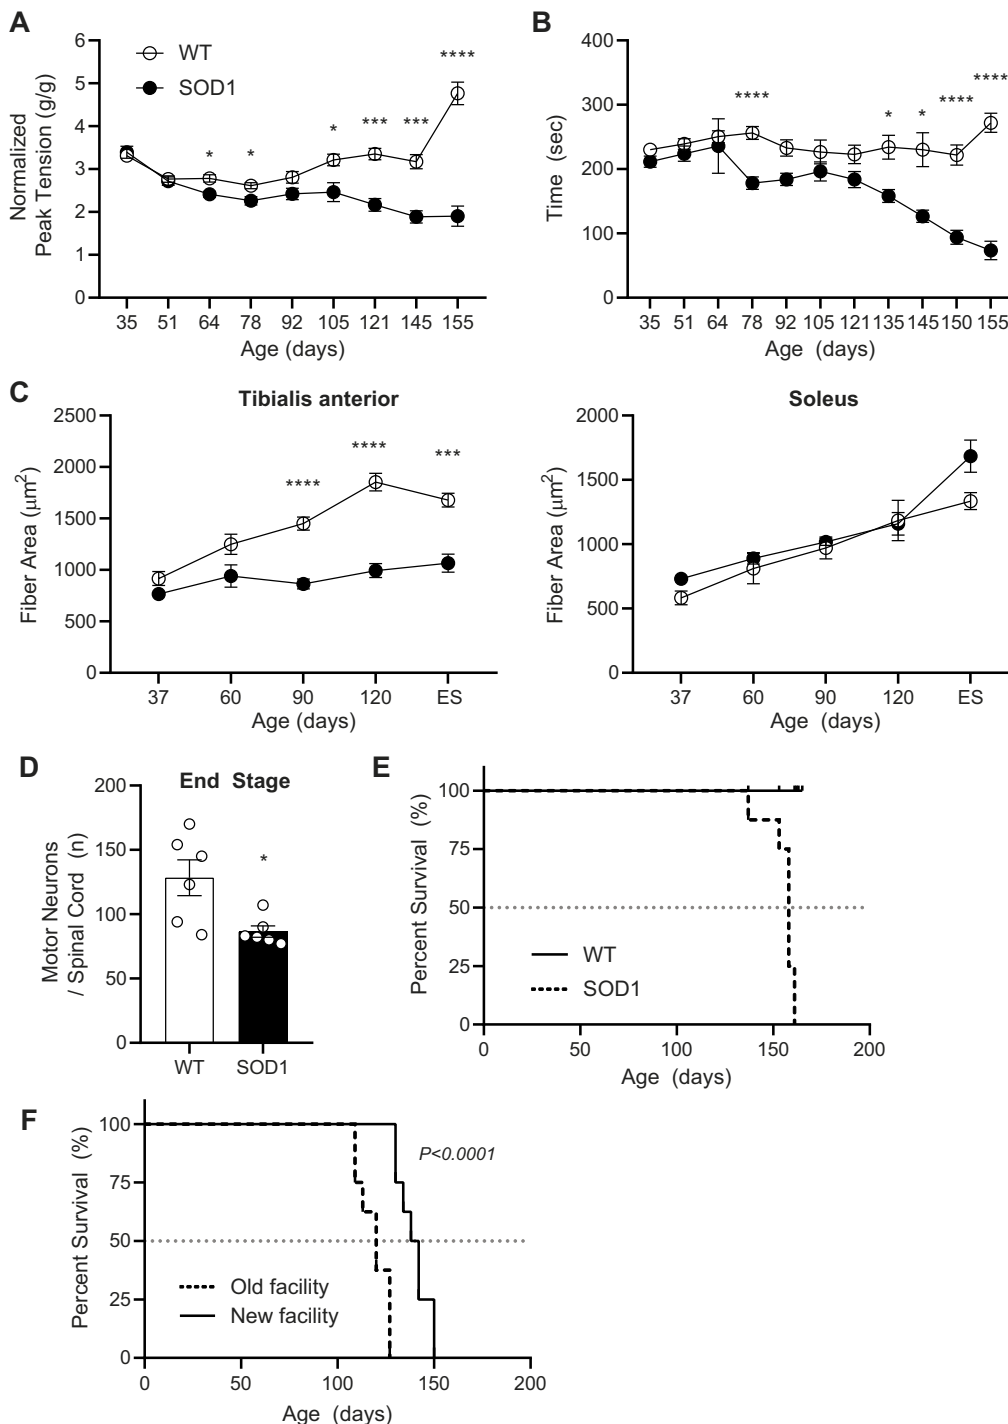 A
WT
SOD1
Normalized
Peak Tension (g/g)
6
5
4
3
2
1
0
* * * *** *** ****
35 51 64 78 92 105 121 145 155
Age (days)
B
Time (sec)
400
300
200
100
0
**** * * **** ****
35 51 64 78 92 105 121 135 145 150 155
Age (days)
C
Tibialis anterior
Fiber Area (μm²)
2500
2000
1500
1000
500
0
**** **** ***
37 60 90 120 ES
Age (days)
Soleus
Fiber Area (μm²)
2000
1500
1000
500
0
37 60 90 120 ES
Age (days)
D
End Stage
Motor Neurons
/ Spinal Cord (n)
200
150
100
50
0
*
WT SOD1
E
Percent Survival (%)
100
75
50
25
0
WT
SOD1
0 50 100 150 200
Age (days)
F
Percent Survival (%)
100
75
50
25
0
P<0.0001
Old facility
New facility
0 50 100 150 200
Age (days)